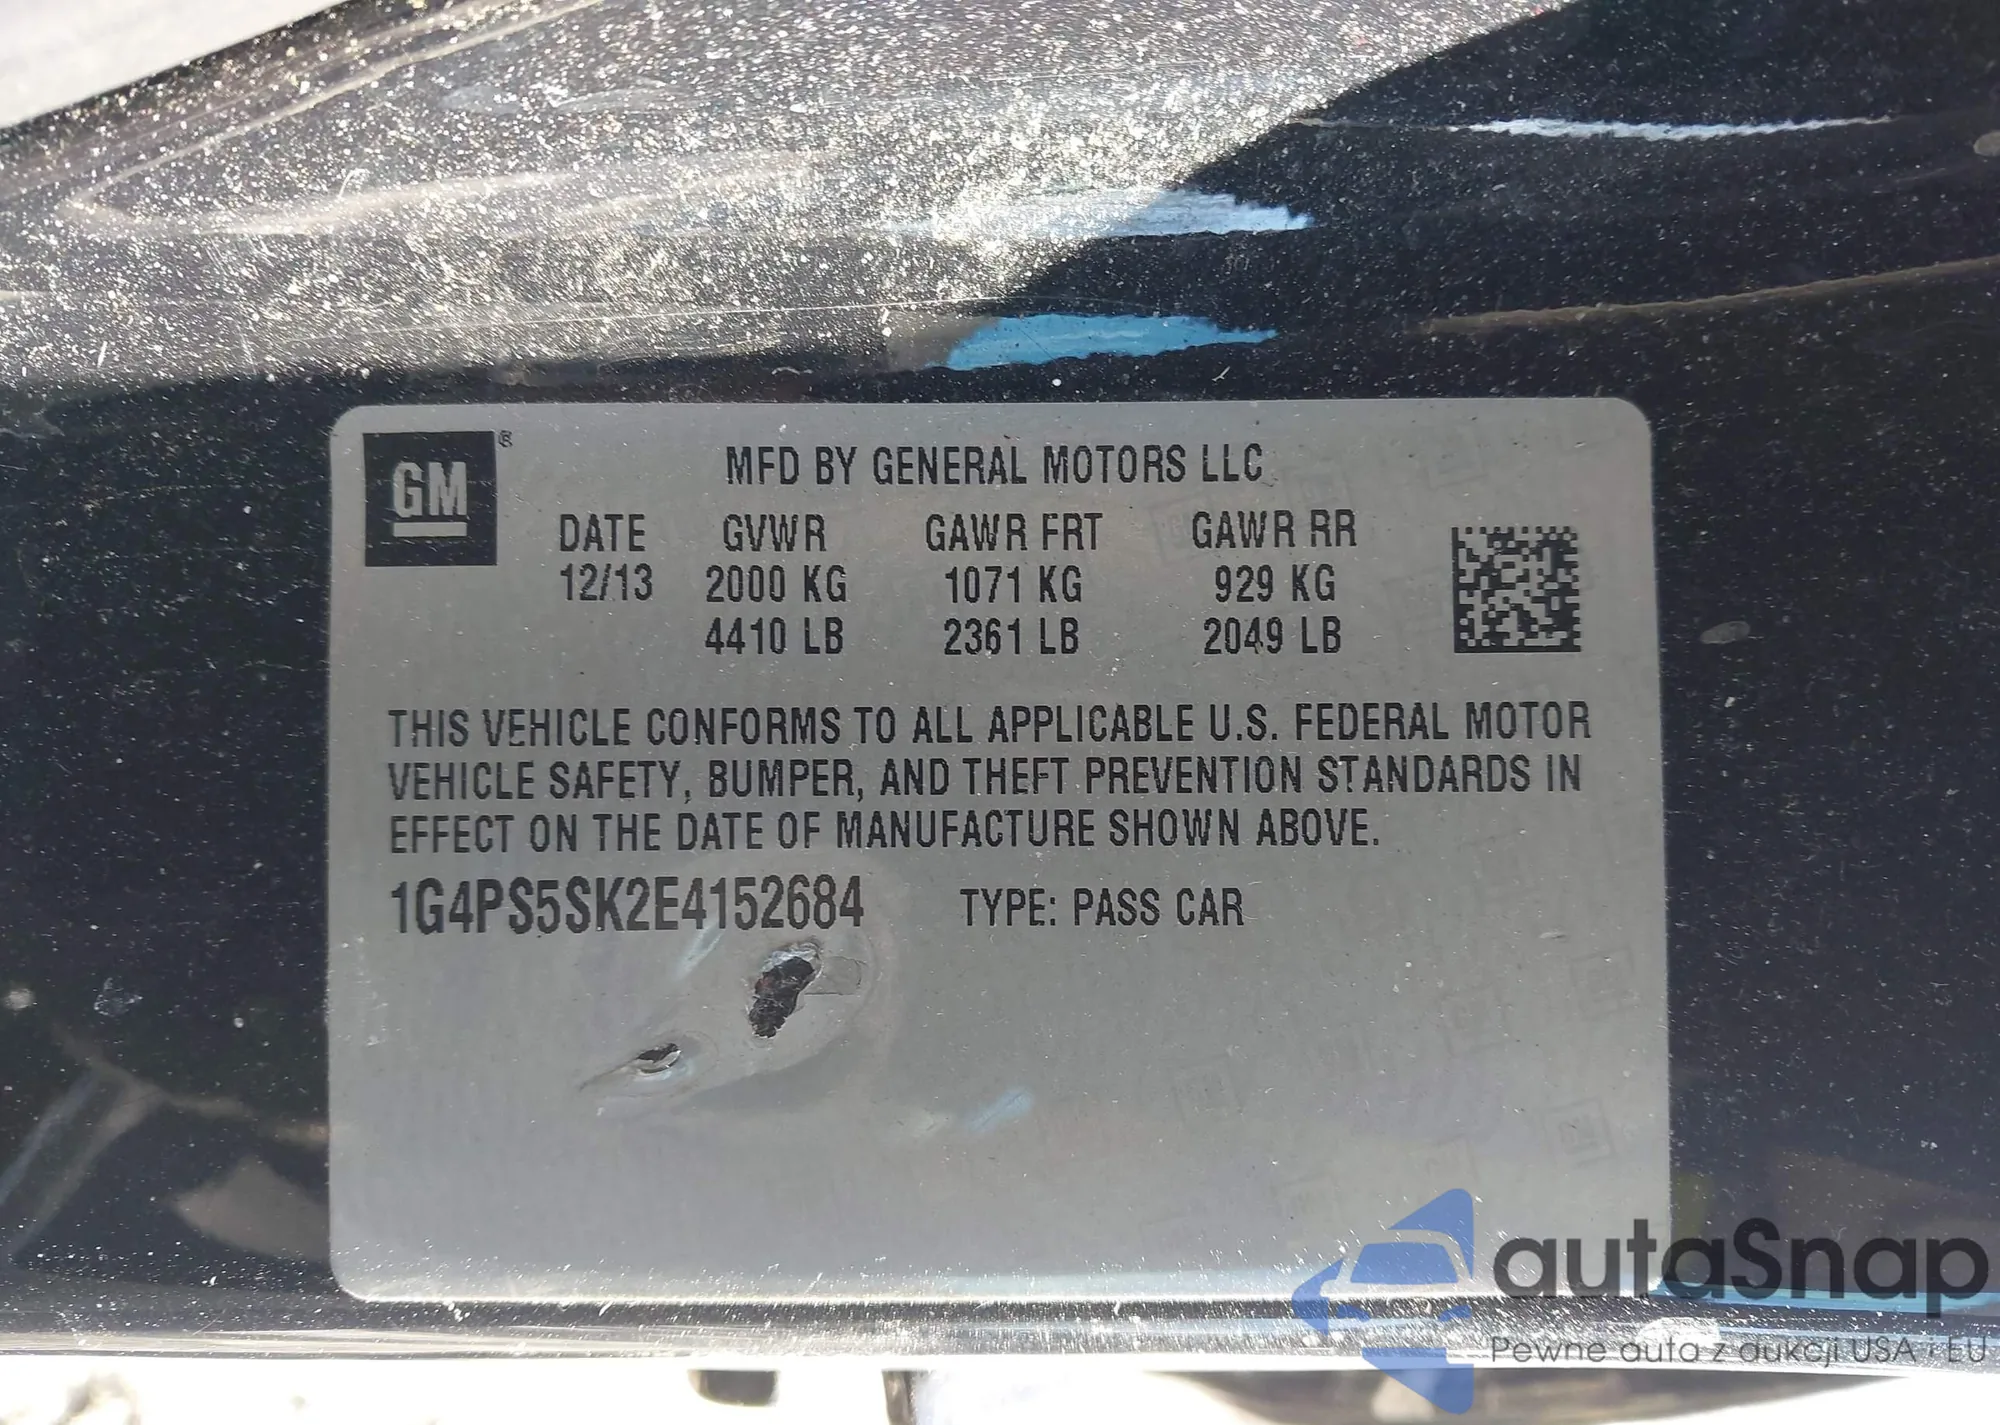 GM ®
MFD BY GENERAL MOTORS LLC
DATE GVWR GAWR FRT GAWR RR
12/13 2000 KG 1071 KG 929 KG
4410 LB 2361 LB 2049 LB
THIS VEHICLE CONFORMS TO ALL APPLICABLE U.S. FEDERAL MOTOR
VEHICLE SAFETY, BUMPER, AND THEFT PREVENTION STANDARDS IN
EFFECT ON THE DATE OF MANUFACTURE SHOWN ABOVE.
1G4PS5SK2E4152684 TYPE: PASS CAR
autaSnap
Pewne auta z aukcji USA i EU